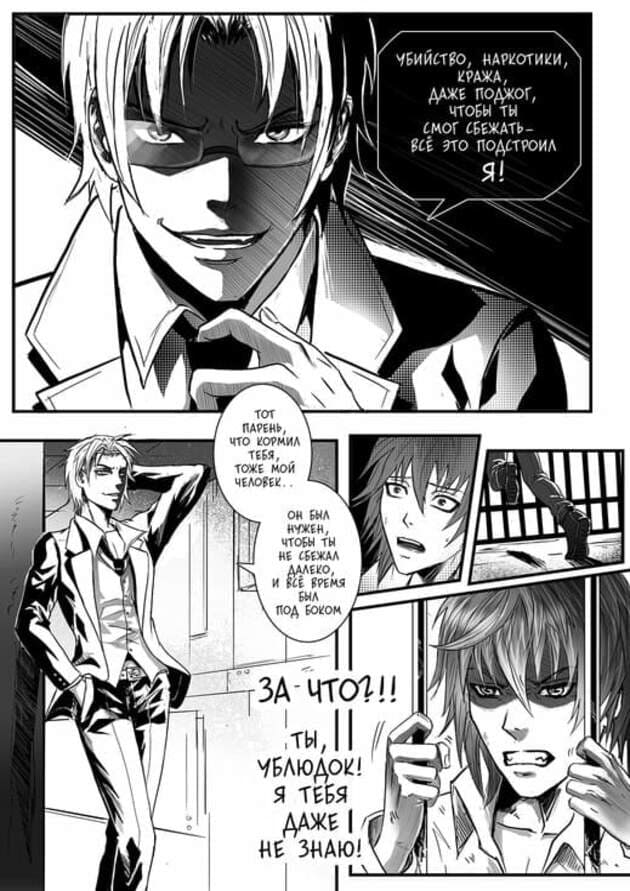 УБИЙСТВО, НАРКОТИКИ,
КРАЖА,
ДАЖЕ ПОДЖОГ,
ЧТОБЫ ТЫ
СМОГ СБЕЖАТЬ-
ВСЁ ЭТО ПОДСТРОИЛ
Я!
ТОТ
ПАРЕНЬ,
ЧТО КОРМИЛ
ТЕБЯ,
ТОЖЕ МОЙ
ЧЕЛОВЕК..
ОН БЫЛ
НУЖЕН,
ЧТОБЫ ТЫ
НЕ СБЕЖАЛ
ДАЛЕКО,
И ВСЁ ВРЕМЯ
БЫЛ
ПОД БОКОМ
ЗА ЧТО?!!
ТЫ,
УБЛЮДОК!
Я ТЕБЯ
ДАЖЕ
НЕ ЗНАЮ!